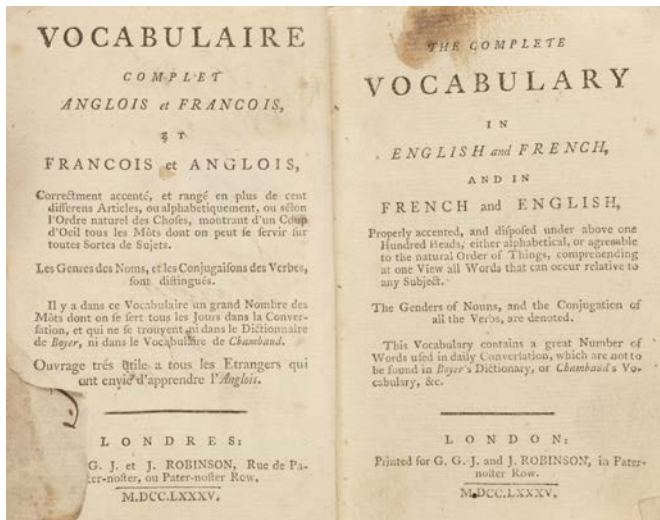 VOCABULAIRE
COMPLET
ANGLOIS et FRANCOIS,
ET
FRANCOIS et ANGLOIS,
Correctment accenté, et rangé en plus de cent
differens Articles, ou alphabetiquement, ou sélon
l'Ordre naturel des Choſes, montrant d'un Coup
d'Oeil tous les Môts dont on peut ſe ſervir ſur
toutes Sortes de Sujets.
Les Genres des Noms, et les Conjugaiſons des Verbes,
ſont diſtingués.
Il y a dans ce Vocabulaire un grand Nombre des
Môts dont on ſe ſert tous les Jours dans la Conver-
ſation, et qui ne ſe trouvent ni dans le Dictionnaire
de Boyer, ni dans le Vocabulaire de Chambaud.
Ouvrage trés utile a tous les Etrangers qui
ont envie d'apprendre l'Anglois.
LONDRES:
G. J. et J. ROBINSON, Rue de Pa-
ter-noſter, ou Pater-noſter Row.
M.DCC.LXXXV.
THE COMPLETE
VOCABULARY
IN
ENGLISH and FRENCH,
AND IN
FRENCH and ENGLISH,
Properly accented, and diſpoſed under above one
Hundred Heads, either alphabetical, or agreeable
to the natural Order of Things, comprehending
at one View all Words that can occur relative to
any Subject.
The Genders of Nouns, and the Conjugation of
all the Verbs, are denoted.
This Vocabulary contains a great Number of
Words uſed in daily Converſation, which are not to
be found in Boyer's Dictionary, or Chambaud's Vo-
cabulary, &c.
LONDON:
Printed for G. G. J. and J. ROBINSON, in Pater-
noſter Row.
M.DCC.LXXXV.